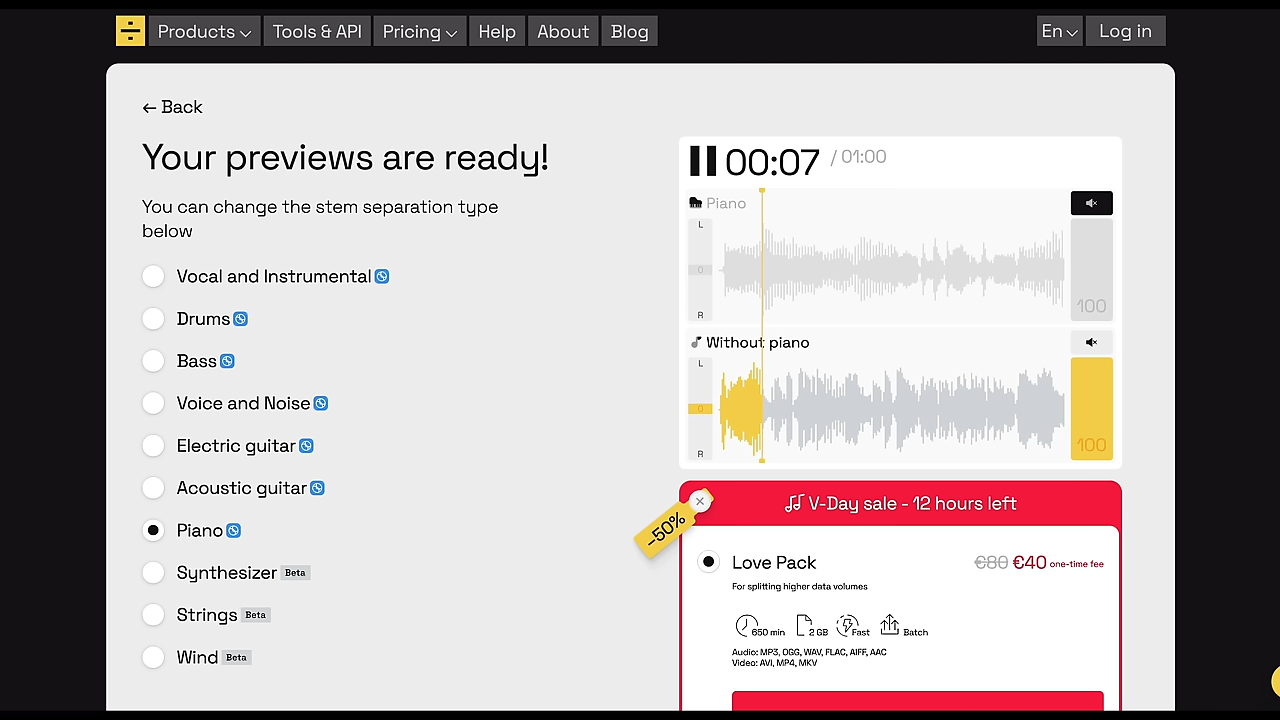 Products
Tools & API
Pricing
Help
About
Blog
En
Log in
← Back
Your previews are ready!
You can change the stem separation type
below
Vocal and Instrumental
Drums
Bass
Voice and Noise
Electric guitar
Acoustic guitar
Piano
Synthesizer Beta
Strings Beta
Wind Beta
00:07 / 01:00
Piano
L
0
R
100
Without piano
L
0
R
100
V-Day sale - 12 hours left
-50%
Love Pack
€80 €40 one-time fee
For splitting higher data volumes
650 min
2 GB
Fast
Batch
Audio: MP3, OGG, WAV, FLAC, AIFF, AAC
Video: AVI, MP4, MKV